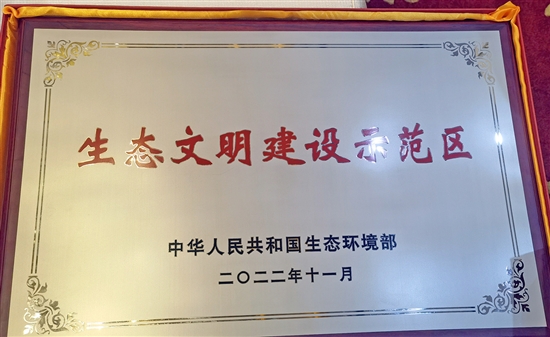 生态文明建设示范区
中华人民共和国生态环境部
二〇二二年十一月